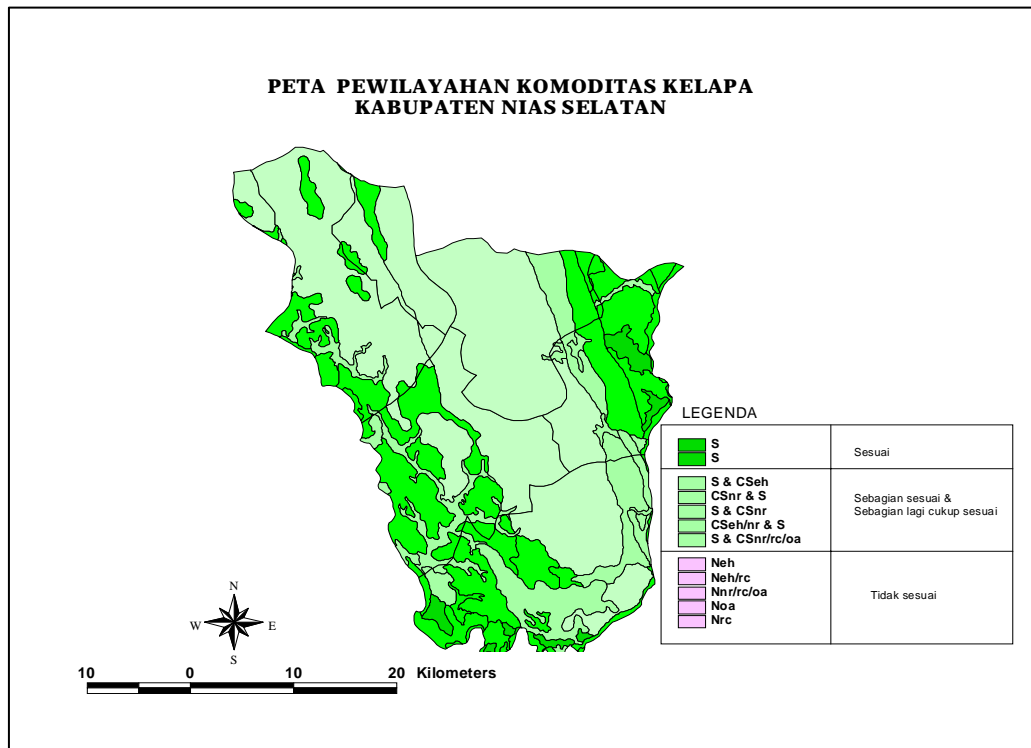 PETA PEWILAYAHAN KOMODITAS KELAPA
KABUPATEN NIAS SELATAN
LEGENDA
S
S
Sesuai
S & CSeh
CSnr & S
S & CSnr
CSeh/nr & S
S & CSnr/rc/oa
Sebagian sesuai &
Sebagian lagi cukup sesuai
Neh
Neh/rc
Nnr/rc/oa
Noa
Nrc
Tidak sesuai
N
W E
S
10 0 10 20 Kilometers